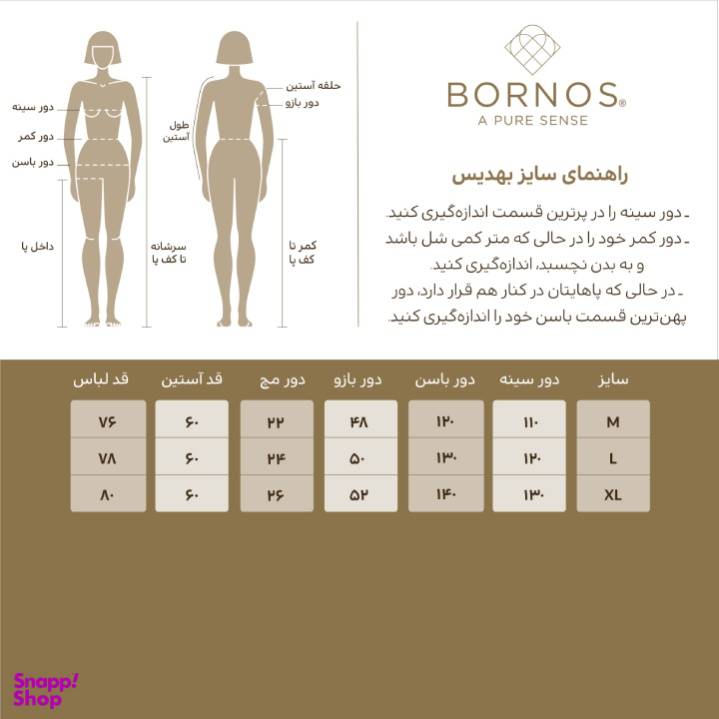 BORNOS®
A PURE SENSE
راهنمای سایز بهدیس
ـ دور سینه را در پرترین قسمت اندازه‌گیری کنید.
ـ دور کمر خود را در حالی که متر کمی شل باشد
و به بدن نچسبد، اندازه‌گیری کنید.
ـ در حالی که پاهایتان در کنار هم قرار دارد، دور
پهن‌ترین قسمت باسن خود را اندازه‌گیری کنید.
حلقه آستین
دور بازو
طول
آستین
کمر تا
کف پا
دور سینه
دور کمر
دور باسن
داخل پا
سرشانه
تا کف پا
سایز دور سینه دور باسن دور بازو دور مچ قد آستین قد لباس
M ۱۱۰ ۱۲۰ ۴۸ ۲۲ ۶۰ ۷۶
L ۱۲۰ ۱۳۰ ۵۰ ۲۴ ۶۰ ۷۸
XL ۱۳۰ ۱۴۰ ۵۲ ۲۶ ۶۰ ۸۰
Snapp!
Shop